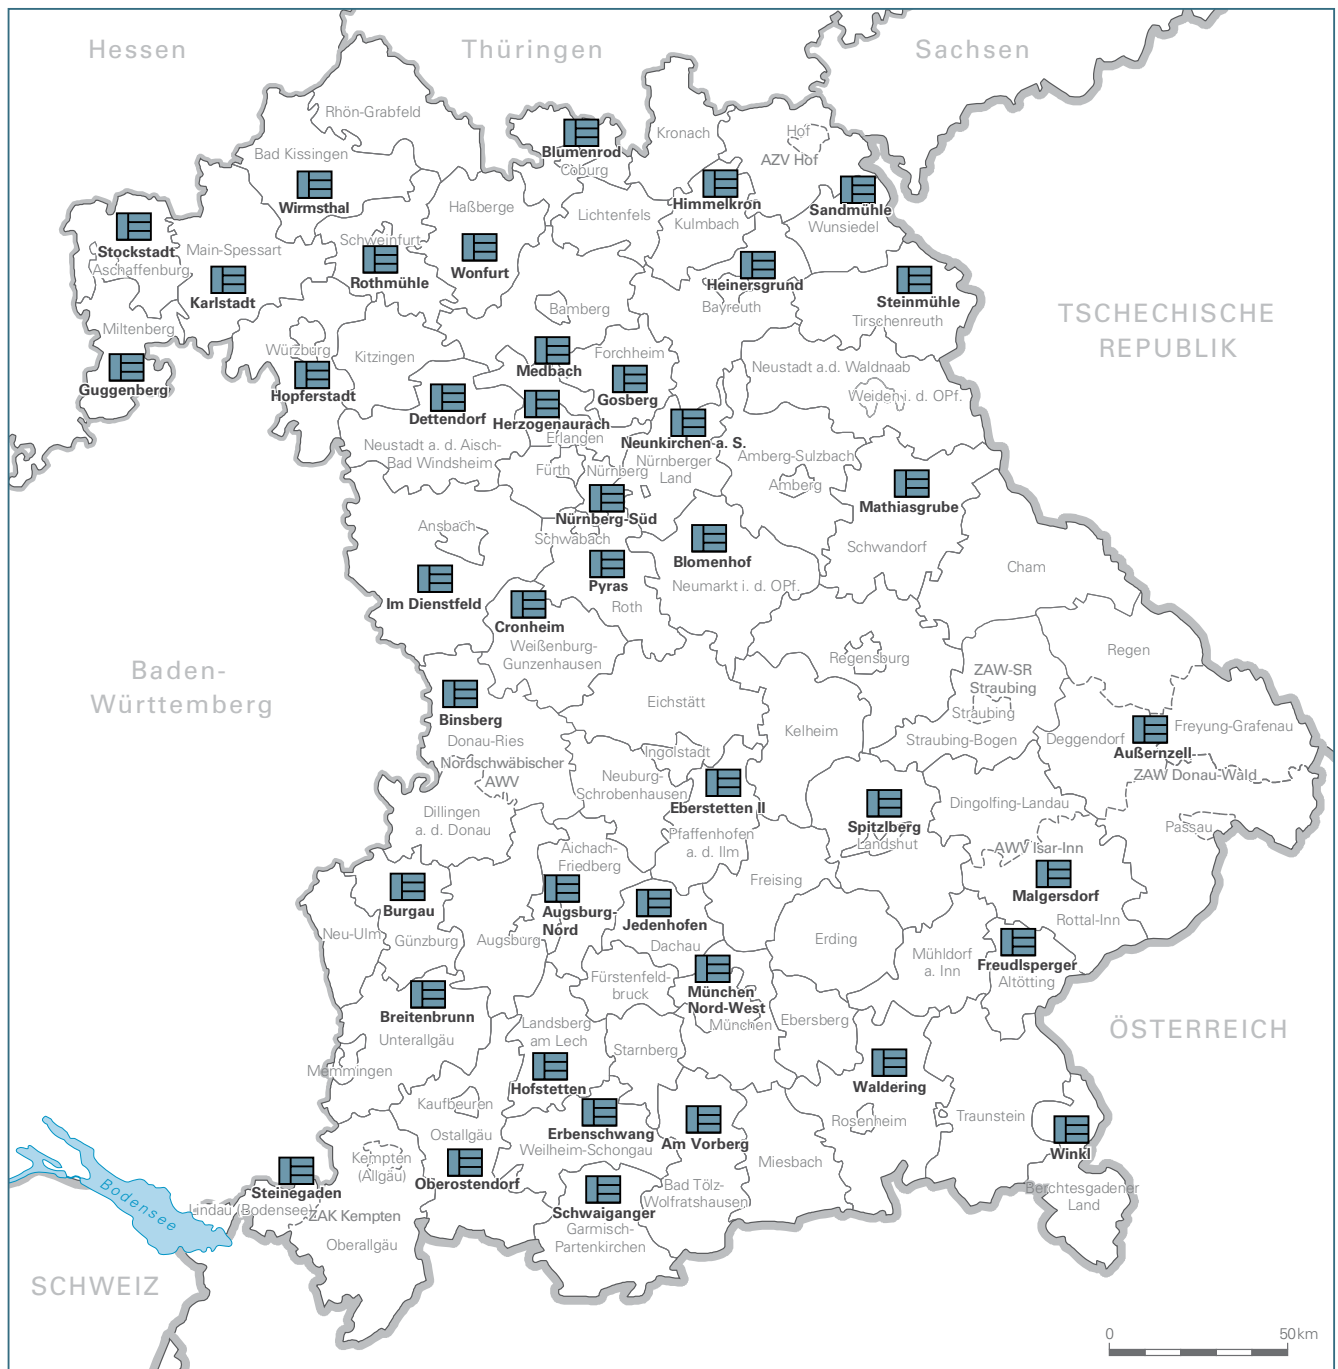 Hessen
Thüringen
Sachsen
Rhön-Grabfeld
Kronach
Hof
AZV Hof
Bad Kissingen
Blumenrod
Coburg
Wirmsthal
Haßberge
Lichtenfels
Himmelkron
Kulmbach
Sandmühle
Wunsiedel
Stockstadt
Aschaffenburg
Main-Spessart
Karlstadt
Schweinfurt
Rothmühle
Wonfurt
Heinersgrund
Bayreuth
Steinmühle
Tirschenreuth
TSCHECHISCHE
REPUBLIK
Miltenberg
Bamberg
Würzburg
Kitzingen
Forchheim
Medbach
Guggenberg
Hopferstadt
Gosberg
Neustadt a.d. Waldnaab
Weiden i. d. OPf.
Dettendorf
Herzogenaurach
Erlangen
Neustadt a. d. Aisch-
Bad Windsheim
Neunkirchen a. S.
Nürnberger
Land
Fürth
Nürnberg
Amberg-Sulzbach
Amberg
Nürnberg-Süd
Mathiasgrube
Ansbach
Schwabach
Blomenhof
Schwandorf
Cham
Pyras
Neumarkt i. d. OPf.
Im Dienstfeld
Roth
Cronheim
Weißenburg-
Gunzenhausen
Regensburg
Regen
Baden-
Württemberg
ZAW-SR
Straubing
Straubing
Straubing-Bogen
Eichstätt
Binsberg
Donau-Ries
Nordschwäbischer
AWV
Kelheim
Deggendorf
Freyung-Grafenau
Außernzell
ZAW Donau-Wald
Ingolstadt
Neuburg-
Schrobenhausen
Eberstetten II
Pfaffenhofen
a. d. Ilm
Dillingen
a. d. Donau
Spitzlberg
Landshut
Dingolfing-Landau
Passau
AWV Isar-Inn
Malgersdorf
Rottal-Inn
Aichach-
Friedberg
Freising
Burgau
Augsburg-
Nord
Jedenhofen
Dachau
Neu-Ulm
Günzburg
Augsburg
Erding
Mühldorf
a. Inn
Freudlsperger
Altötting
Fürstenfeld-
bruck
München
Nord-West
München
Breitenbrunn
Unterallgäu
Landsberg
am Lech
Ebersberg
ÖSTERREICH
Starnberg
Memmingen
Hofstetten
Waldering
Kaufbeuren
Ostallgäu
Erbenschwang
Weilheim-Schongau
Am Vorberg
Rosenheim
Traunstein
Winkl
Kempten
(Allgäu)
Miesbach
Oberostendorf
Bad Tölz-
Wolfratshausen
Berchtesgadener
Land
Bodensee
Steinegaden
Lindau (Bodensee)
ZAK Kempten
Oberallgäu
Schwaiganger
Garmisch-
Partenkirchen
SCHWEIZ
0
50 km